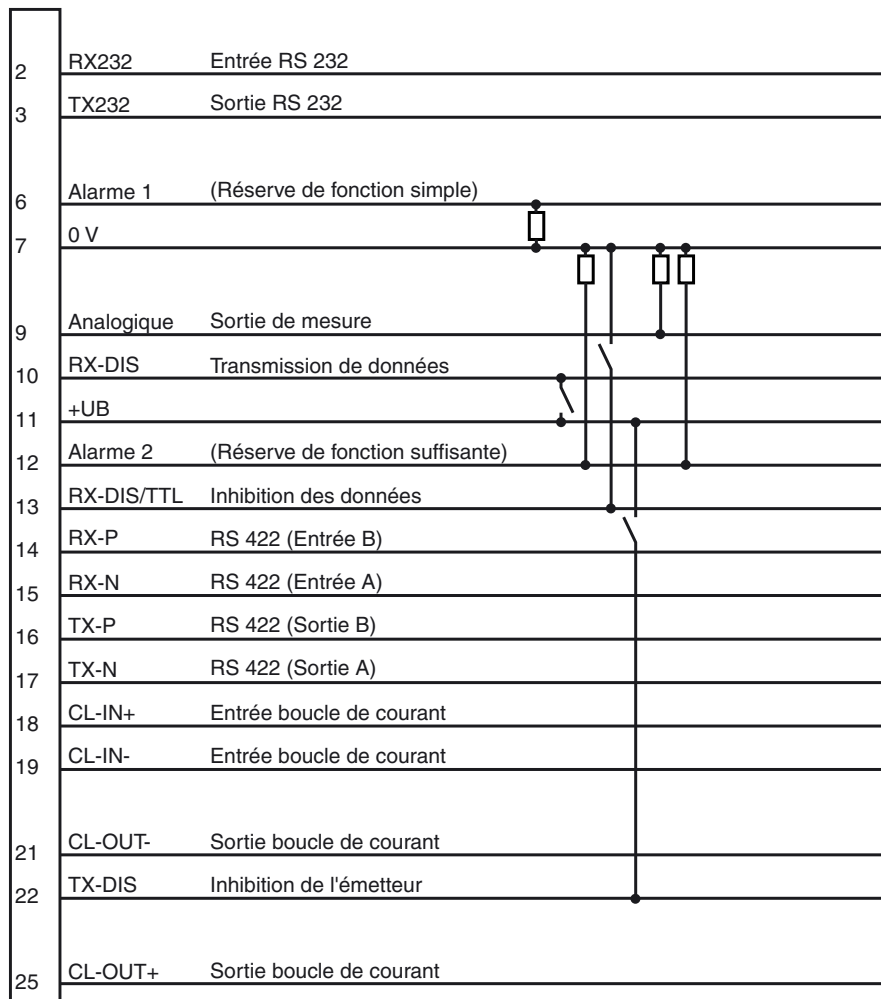 2 RX232 Entrée RS 232
3 TX232 Sortie RS 232
6 Alarme 1 (Réserve de fonction simple)
7 0 V
9 Analogique Sortie de mesure
10 RX-DIS Transmission de données
11 +UB
12 Alarme 2 (Réserve de fonction suffisante)
13 RX-DIS/TTL Inhibition des données
14 RX-P RS 422 (Entrée B)
15 RX-N RS 422 (Entrée A)
16 TX-P RS 422 (Sortie B)
17 TX-N RS 422 (Sortie A)
18 CL-IN+ Entrée boucle de courant
19 CL-IN- Entrée boucle de courant
21 CL-OUT- Sortie boucle de courant
22 TX-DIS Inhibition de l'émetteur
25 CL-OUT+ Sortie boucle de courant